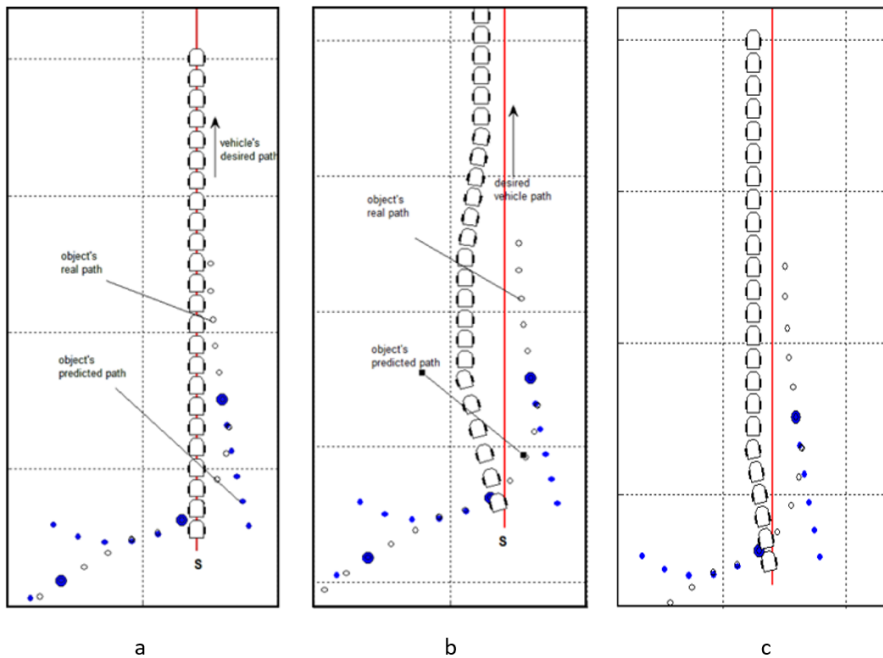 vehicle's
desired path
object's
real path
object's
predicted path
S
a
desired
vehicle path
object's
real path
object's
predicted path
S
b
c